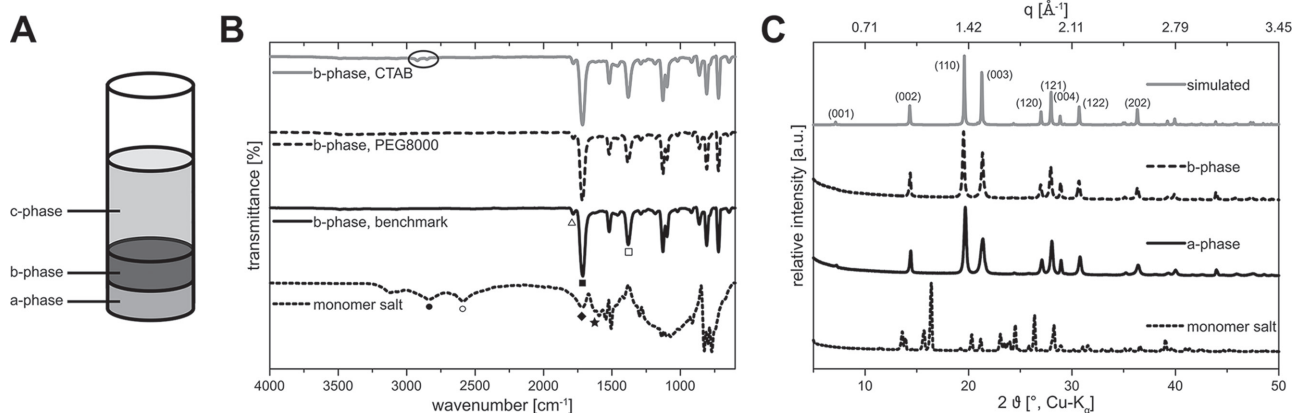 A
c-phase
b-phase
a-phase
B
b-phase, CTAB
b-phase, PEG8000
b-phase, benchmark
monomer salt
transmittance [%]
4000 3500 3000 2500 2000 1500 1000
wavenumber [cm⁻¹]
C
q [Å⁻¹]
0.71 1.42 2.11 2.79 3.45
(001) (002) (110) (003) (120) (121) (004) (122) (202)
simulated
b-phase
a-phase
monomer salt
relative intensity [a.u.]
10 20 30 40 50
2 ϑ [°, Cu-Kα]